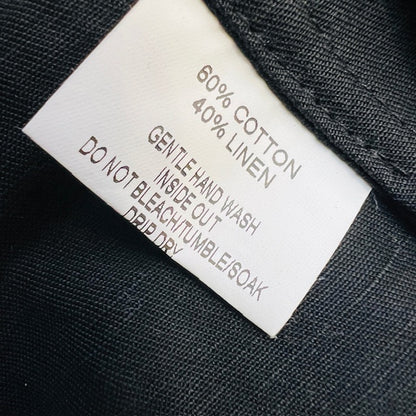 60% COTTON
40% LINEN
GENTLE HAND WASH
INSIDE OUT
DO NOT BLEACH/TUMBLE/SOAK
DRIP DRY